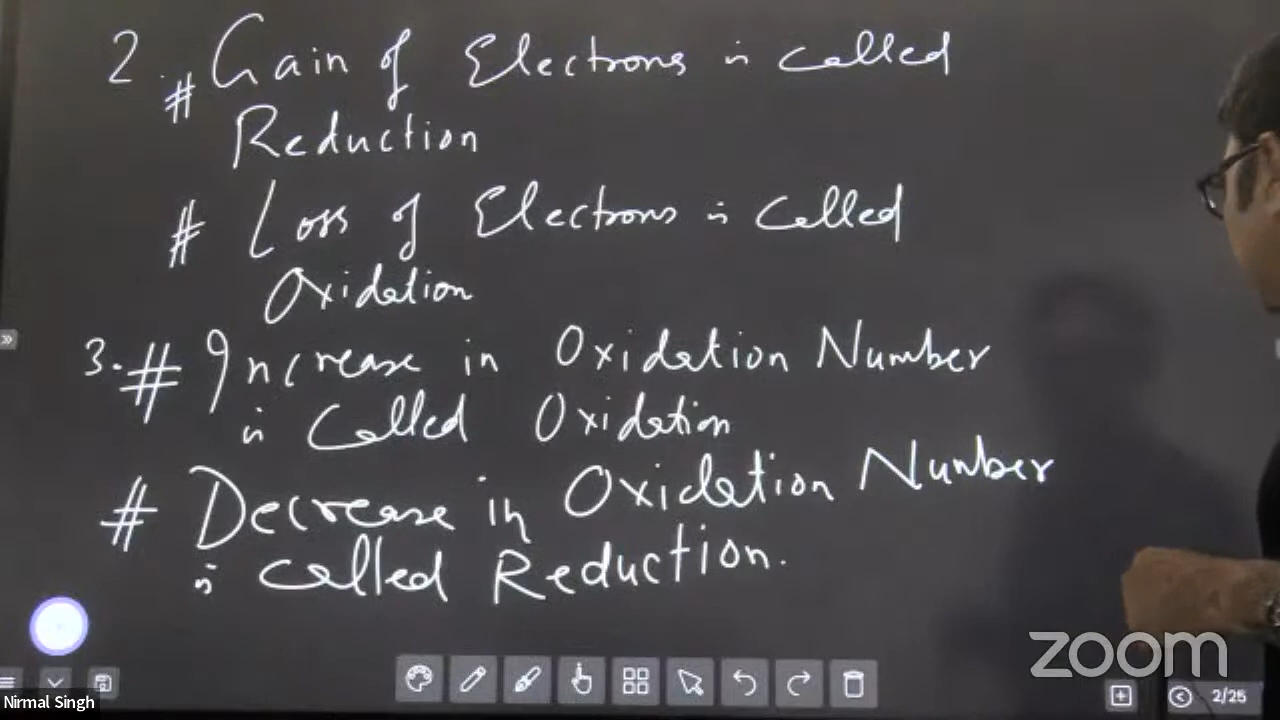 2 # Gain of Electrons is called
Reduction
# Loss of Electrons is called
Oxidation
3. # Increase in Oxidation Number
is called Oxidation
# Decrease in Oxidation Number
is called Reduction.
zoom
Nirmal Singh
2/25